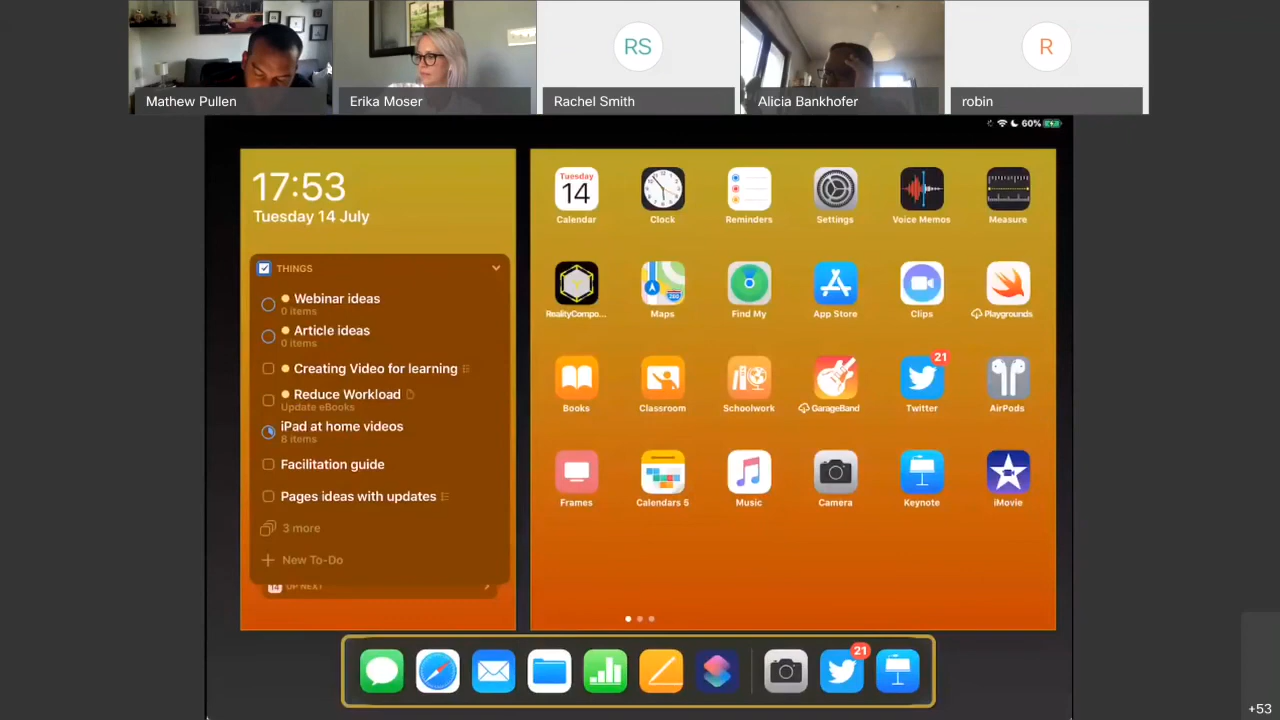 RS
R
Mathew Pullen
Erika Moser
Rachel Smith
Alicia Bankhofer
robin
60%
17:53
Tuesday 14 July
THINGS
Webinar ideas
0 items
Article ideas
0 items
Creating Video for learning
Reduce Workload
Update eBooks
iPad at home videos
8 items
Facilitation guide
Pages ideas with updates
3 more
New To-Do
14 UP NEXT
Tuesday
14
Calendar
Clock
Reminders
Settings
Voice Memos
Measure
RealityCompo...
Maps
Find My
App Store
Clips
Playgrounds
21
Books
Classroom
Schoolwork
GarageBand
Twitter
AirPods
Frames
Calendars 5
Music
Camera
Keynote
iMovie
21
+53